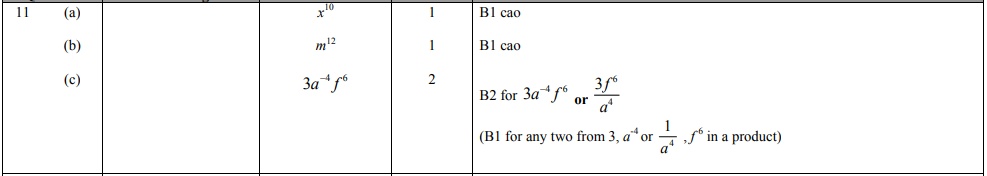 11 (a) x^10 1 B1 cao
(b) m^12 1 B1 cao
(c) 3a^-4 f^6 2
B2 for 3a^-4 f^6 or 3f^6/a^4
(B1 for any two from 3, a^-4 or 1/a^4 , f^6 in a product)